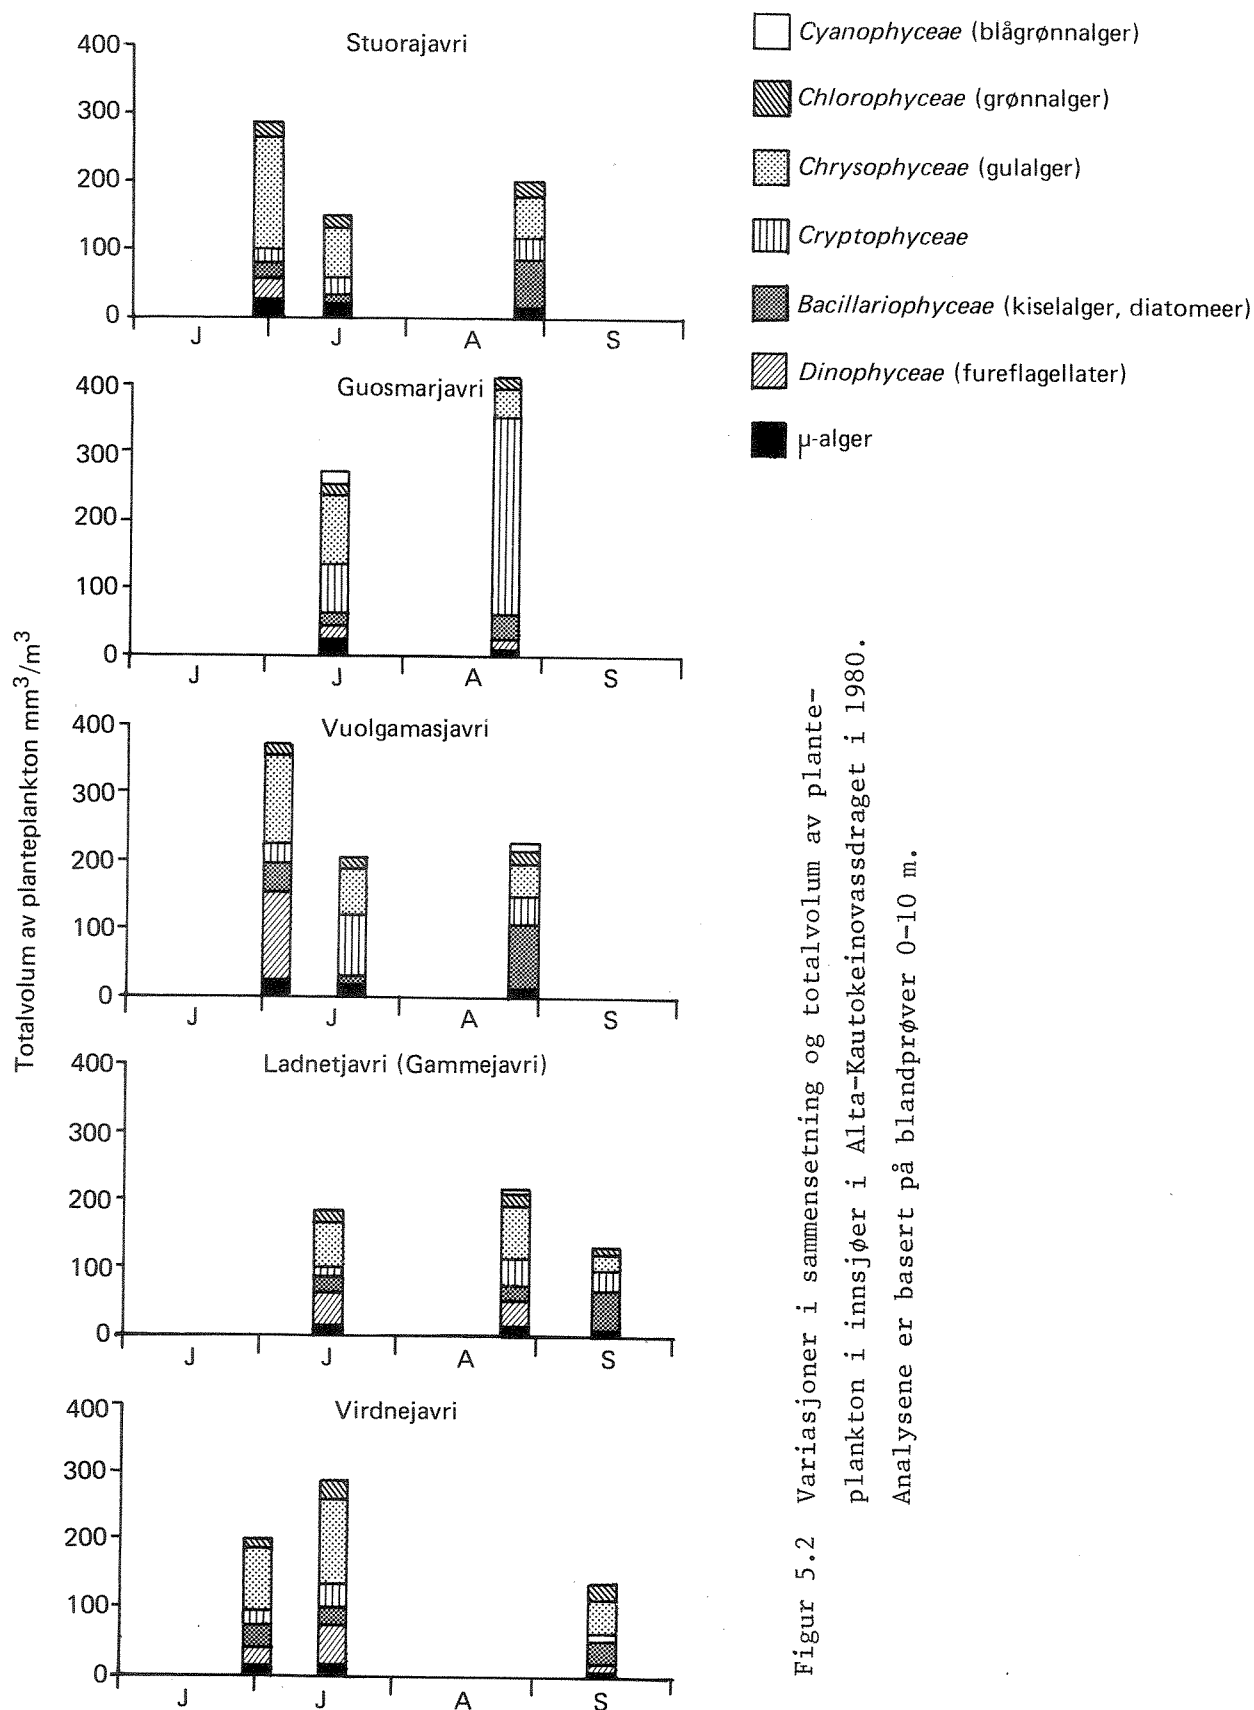 Stuorajavri
400
300
200
100
0
J J A S
Guosmarjavri
400
300
200
100
0
J J A S
Vuolgamasjavri
400
300
200
100
0
J J A S
Ladnetjavri (Gammejavri)
400
300
200
100
0
J J A S
Virdnejavri
400
300
200
100
0
J J A S
Totalvolum av planteplankton mm³/m³
Cyanophyceae (blågrønnalger)
Chlorophyceae (grønnalger)
Chrysophyceae (gulalger)
Cryptophyceae
Bacillariophyceae (kiselalger, diatomeer)
Dinophyceae (fureflagellater)
µ-alger
Figur 5.2 Variasjoner i sammensetning og totalvolum av plante-
plankton i innsjøer i Alta-Kautokeinovassdraget i 1980.
Analysene er basert på blandprøver 0-10 m.